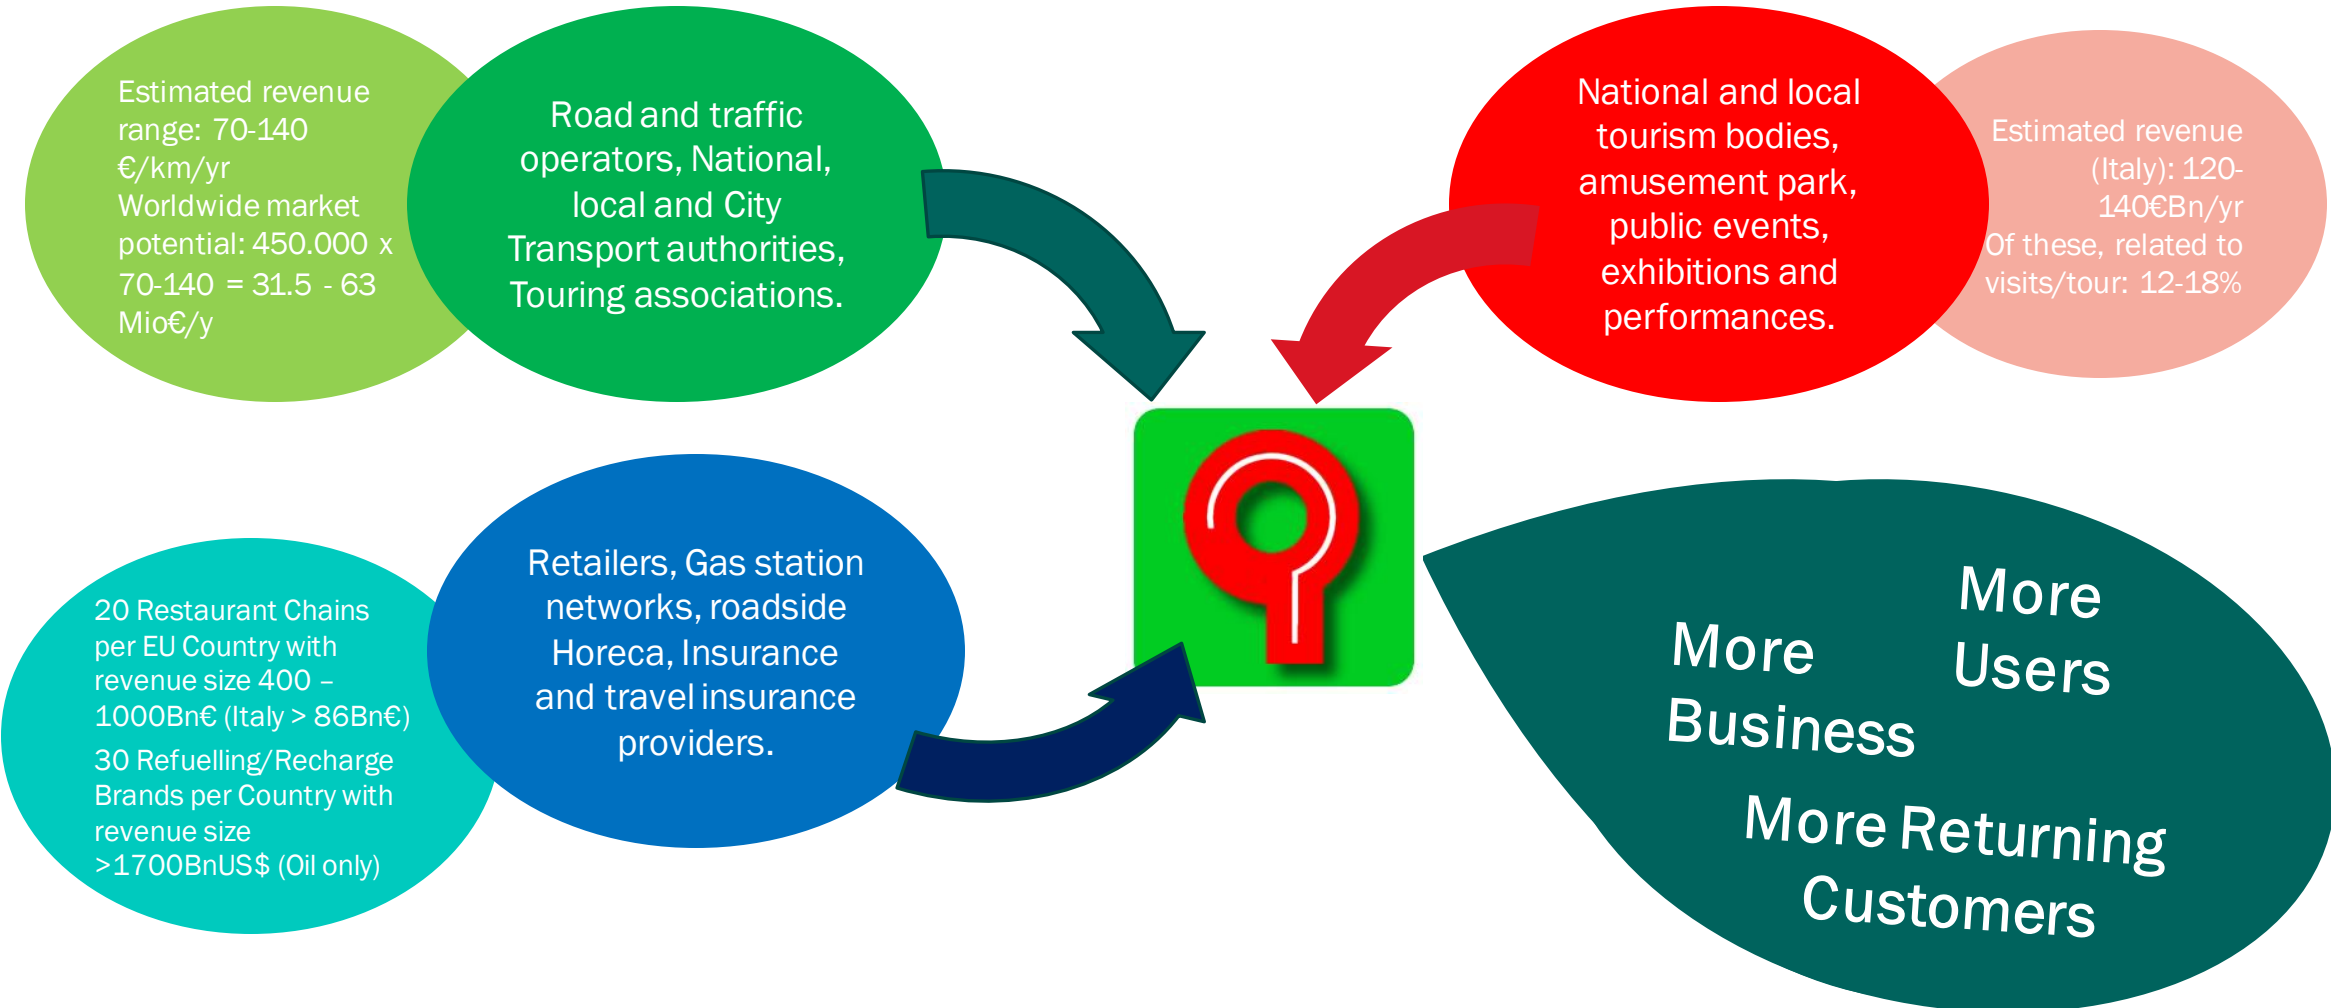 Estimated revenue
range: 70-140
€/km/yr
Worldwide market
potential: 450.000 x
70-140 = 31.5 - 63
Mio€/y
Road and traffic
operators, National,
local and City
Transport authorities,
Touring associations.
National and local
tourism bodies,
amusement park,
public events,
exhibitions and
performances.
Estimated revenue
(Italy): 120-
140€Bn/yr
Of these, related to
visits/tour: 12-18%
20 Restaurant Chains
per EU Country with
revenue size 400 –
1000Bn€ (Italy > 86Bn€)
30 Refuelling/Recharge
Brands per Country with
revenue size
>1700BnUS$ (Oil only)
Retailers, Gas station
networks, roadside
Horeca, Insurance
and travel insurance
providers.
More
Business
More
Users
More Returning
Customers